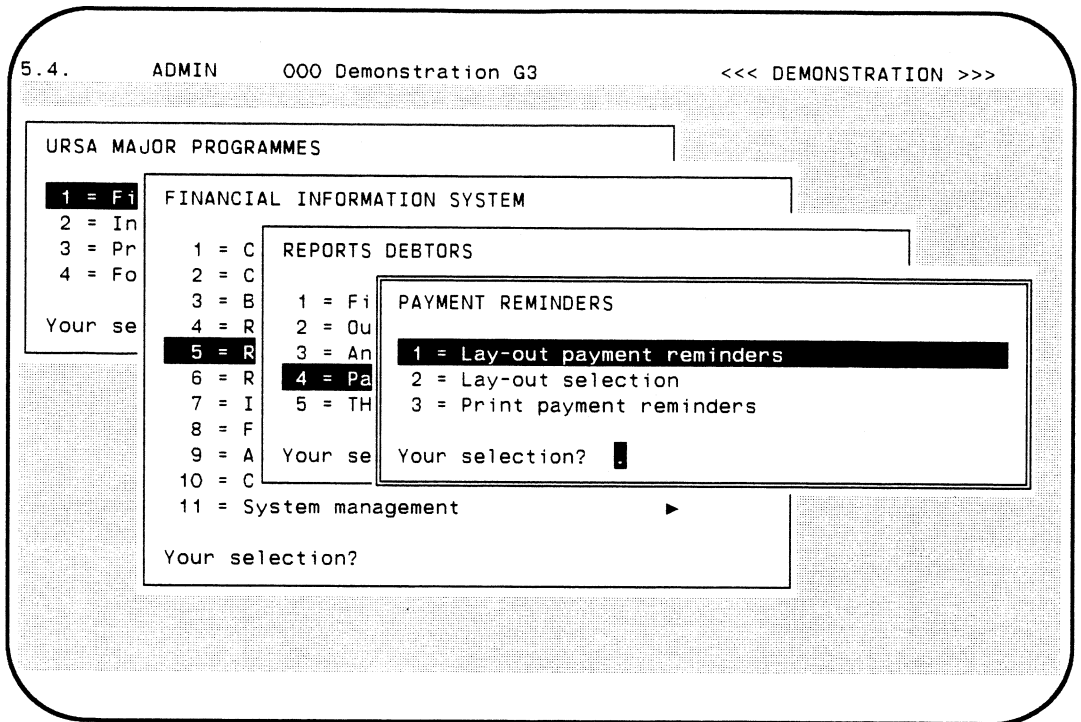 5.4. ADMIN OOO Demonstration G3 <<< DEMONSTRATION >>>
URSA MAJOR PROGRAMMES
1 = Fi
2 = In
3 = Pr
4 = Fo
Your se
FINANCIAL INFORMATION SYSTEM
1 = C
2 = C
3 = B
4 = R
5 = R
6 = R
7 = I
8 = F
9 = A
10 = C
11 = System management ►
Your selection?
REPORTS DEBTORS
1 = Fi
2 = Ou
3 = An
4 = Pa
5 = TH
Your se
PAYMENT REMINDERS
1 = Lay-out payment reminders
2 = Lay-out selection
3 = Print payment reminders
Your selection? .